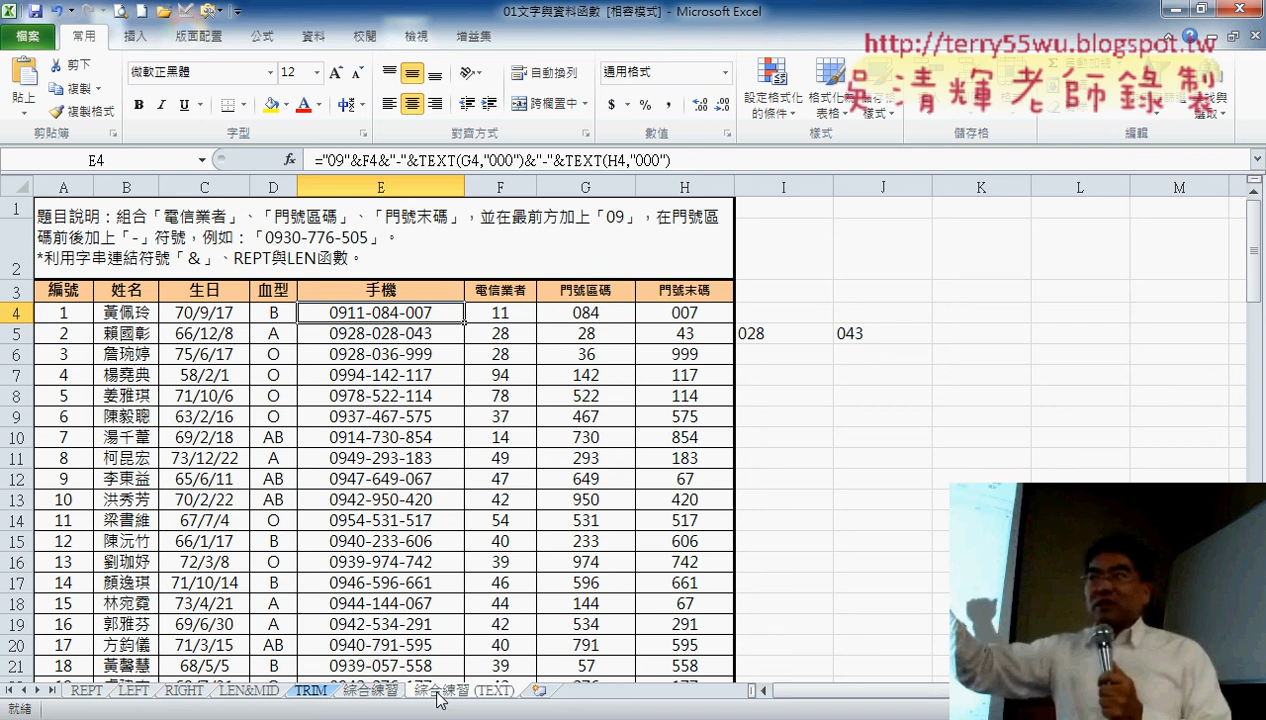 01文字與資料函數 [相容模式] - Microsoft Excel
檔案 常用 插入 版面配置 公式 資料 校閱 檢視 增益集
http://terry55wu.blogspot.tw
吳清輝老師錄製
貼上 剪下 複製 複製格式
微軟正黑體 12
自動換列
跨欄置中
通用格式
設定格式化的條件 格式化為
剪貼簿 字型 對齊方式 數值 樣式 儲存格 編輯
E4 fx ="09"&F4&"-"&TEXT(G4,"000")&"-"&TEXT(H4,"000")
A B C D E F G H I J K L M
1 題目說明：組合「電信業者」、「門號區碼」、「門號末碼」，並在最前方加上「09」，在門號區
碼前後加上「-」符號，例如：「0930-776-505」。
2 *利用字串連結符號「&」、REPT與LEN函數。
3 編號 姓名 生日 血型 手機 電信業者 門號區碼 門號末碼
4 1 黃佩玲 70/9/17 B 0911-084-007 11 084 007
5 2 賴國彰 66/12/8 A 0928-028-043 28 28 43 028 043
6 3 詹琬婷 75/6/17 O 0928-036-999 28 36 999
7 4 楊堯典 58/2/1 O 0994-142-117 94 142 117
8 5 姜雅琪 71/10/6 O 0978-522-114 78 522 114
9 6 陳毅聰 63/2/16 O 0937-467-575 37 467 575
10 7 湯千葦 69/2/18 AB 0914-730-854 14 730 854
11 8 柯昆宏 73/12/22 A 0949-293-183 49 293 183
12 9 李東益 65/6/11 AB 0947-649-067 47 649 67
13 10 洪秀芳 70/2/22 AB 0942-950-420 42 950 420
14 11 梁書維 67/7/4 O 0954-531-517 54 531 517
15 12 陳沅竹 66/1/17 B 0940-233-606 40 233 606
16 13 劉珈妤 72/3/8 O 0939-974-742 39 974 742
17 14 顏逸琪 71/10/14 B 0946-596-661 46 596 661
18 15 林宛霓 73/4/21 A 0944-144-067 44 144 67
19 16 郭雅芬 69/6/30 A 0942-534-291 42 534 291
20 17 方鈞儀 71/3/15 AB 0940-791-595 40 791 595
21 18 黃馨慧 68/5/5 B 0939-057-558 39 57 558
REPT LEFT RIGHT LEN&MID TRIM 綜合練習 綜合練習 (TEXT)
就緒